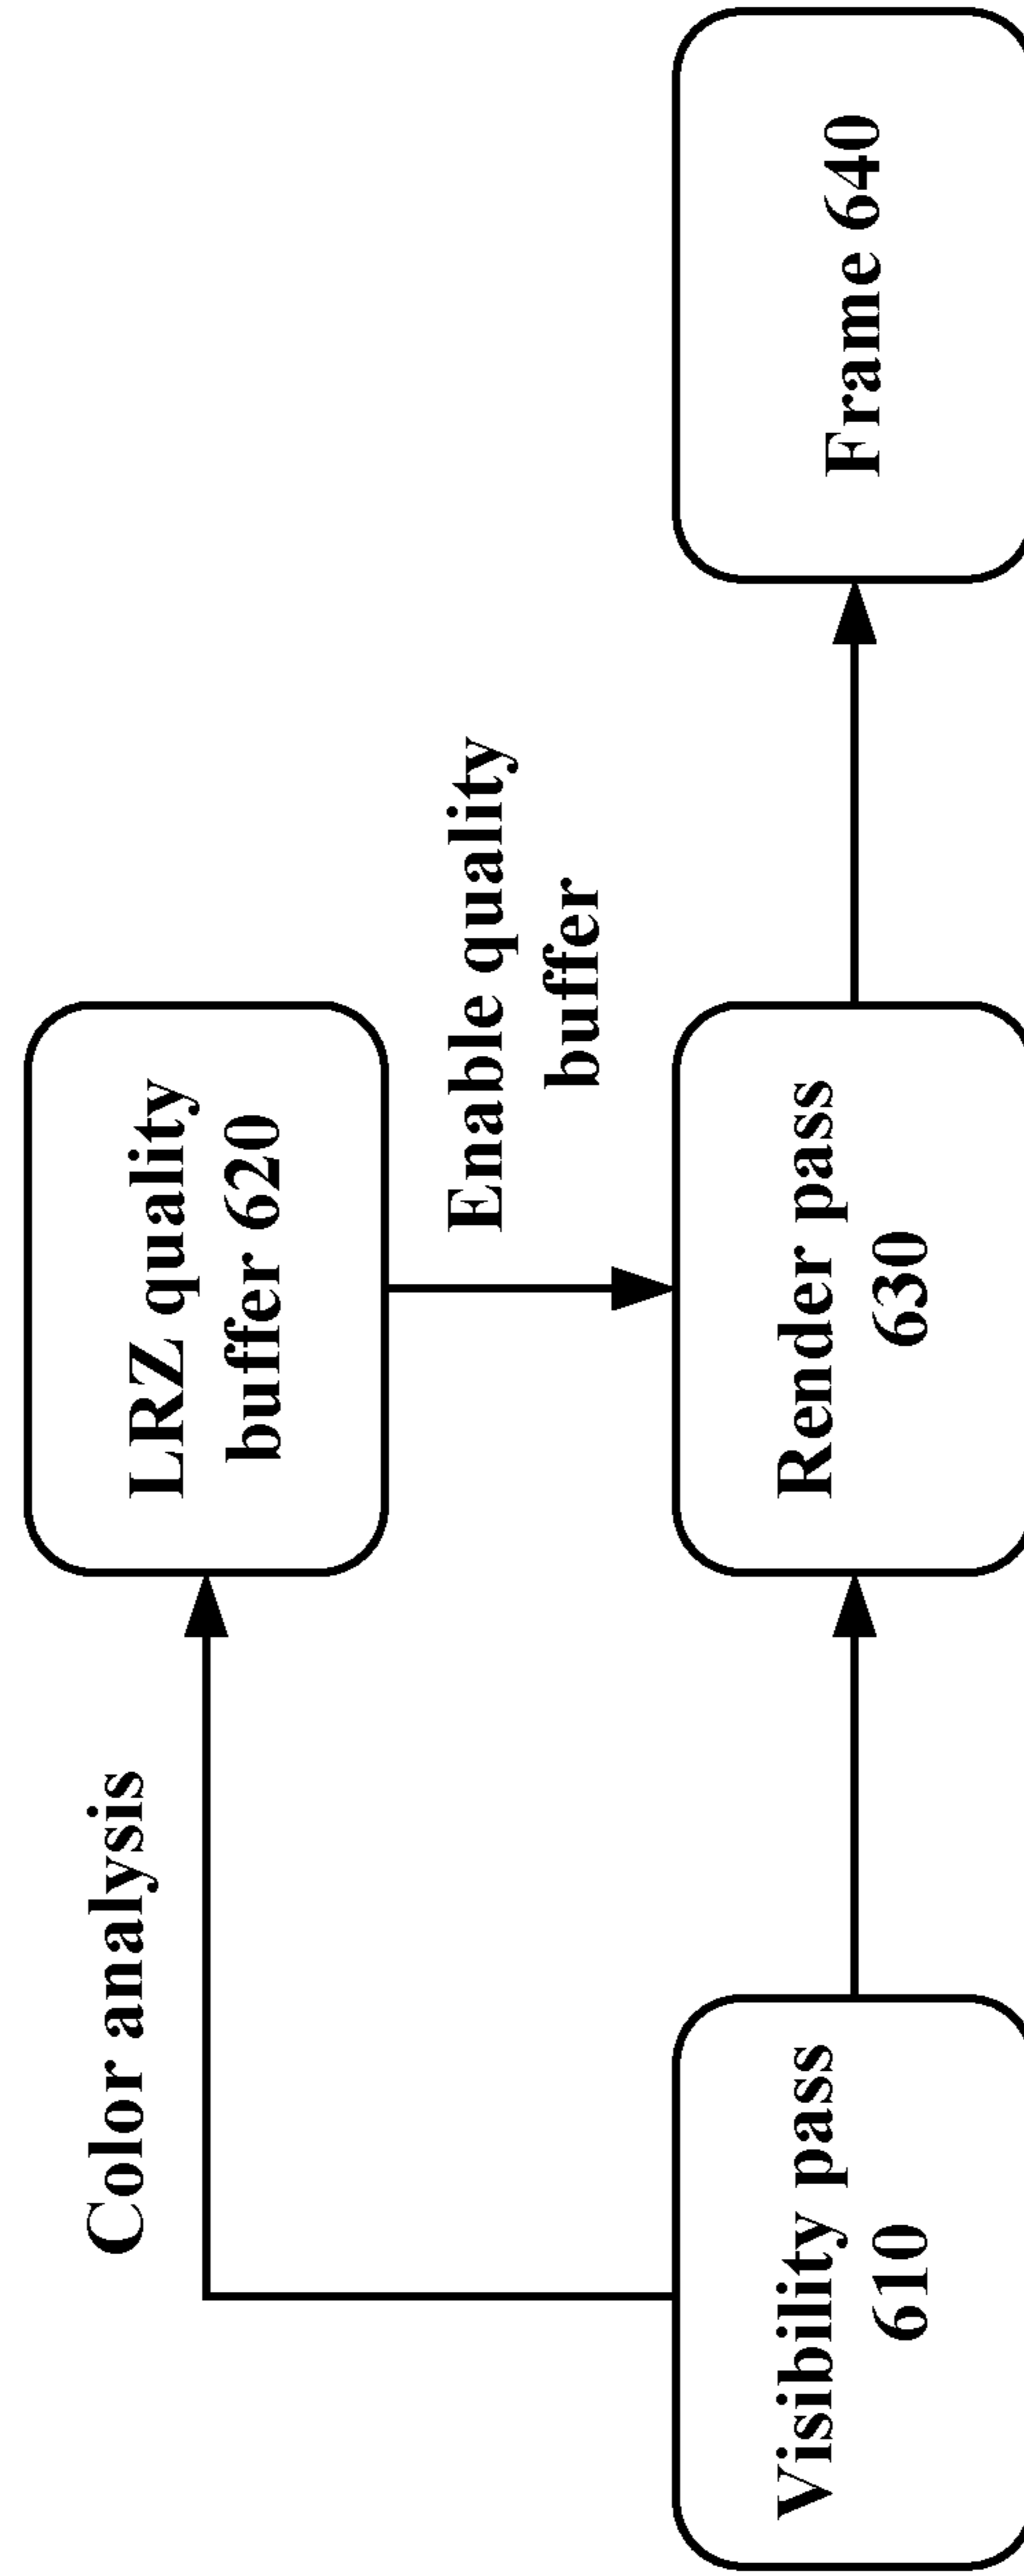 Color analysis
LRZ quality
buffer 620
Enable quality
buffer
Visibility pass
610
Render pass
630
Frame 640